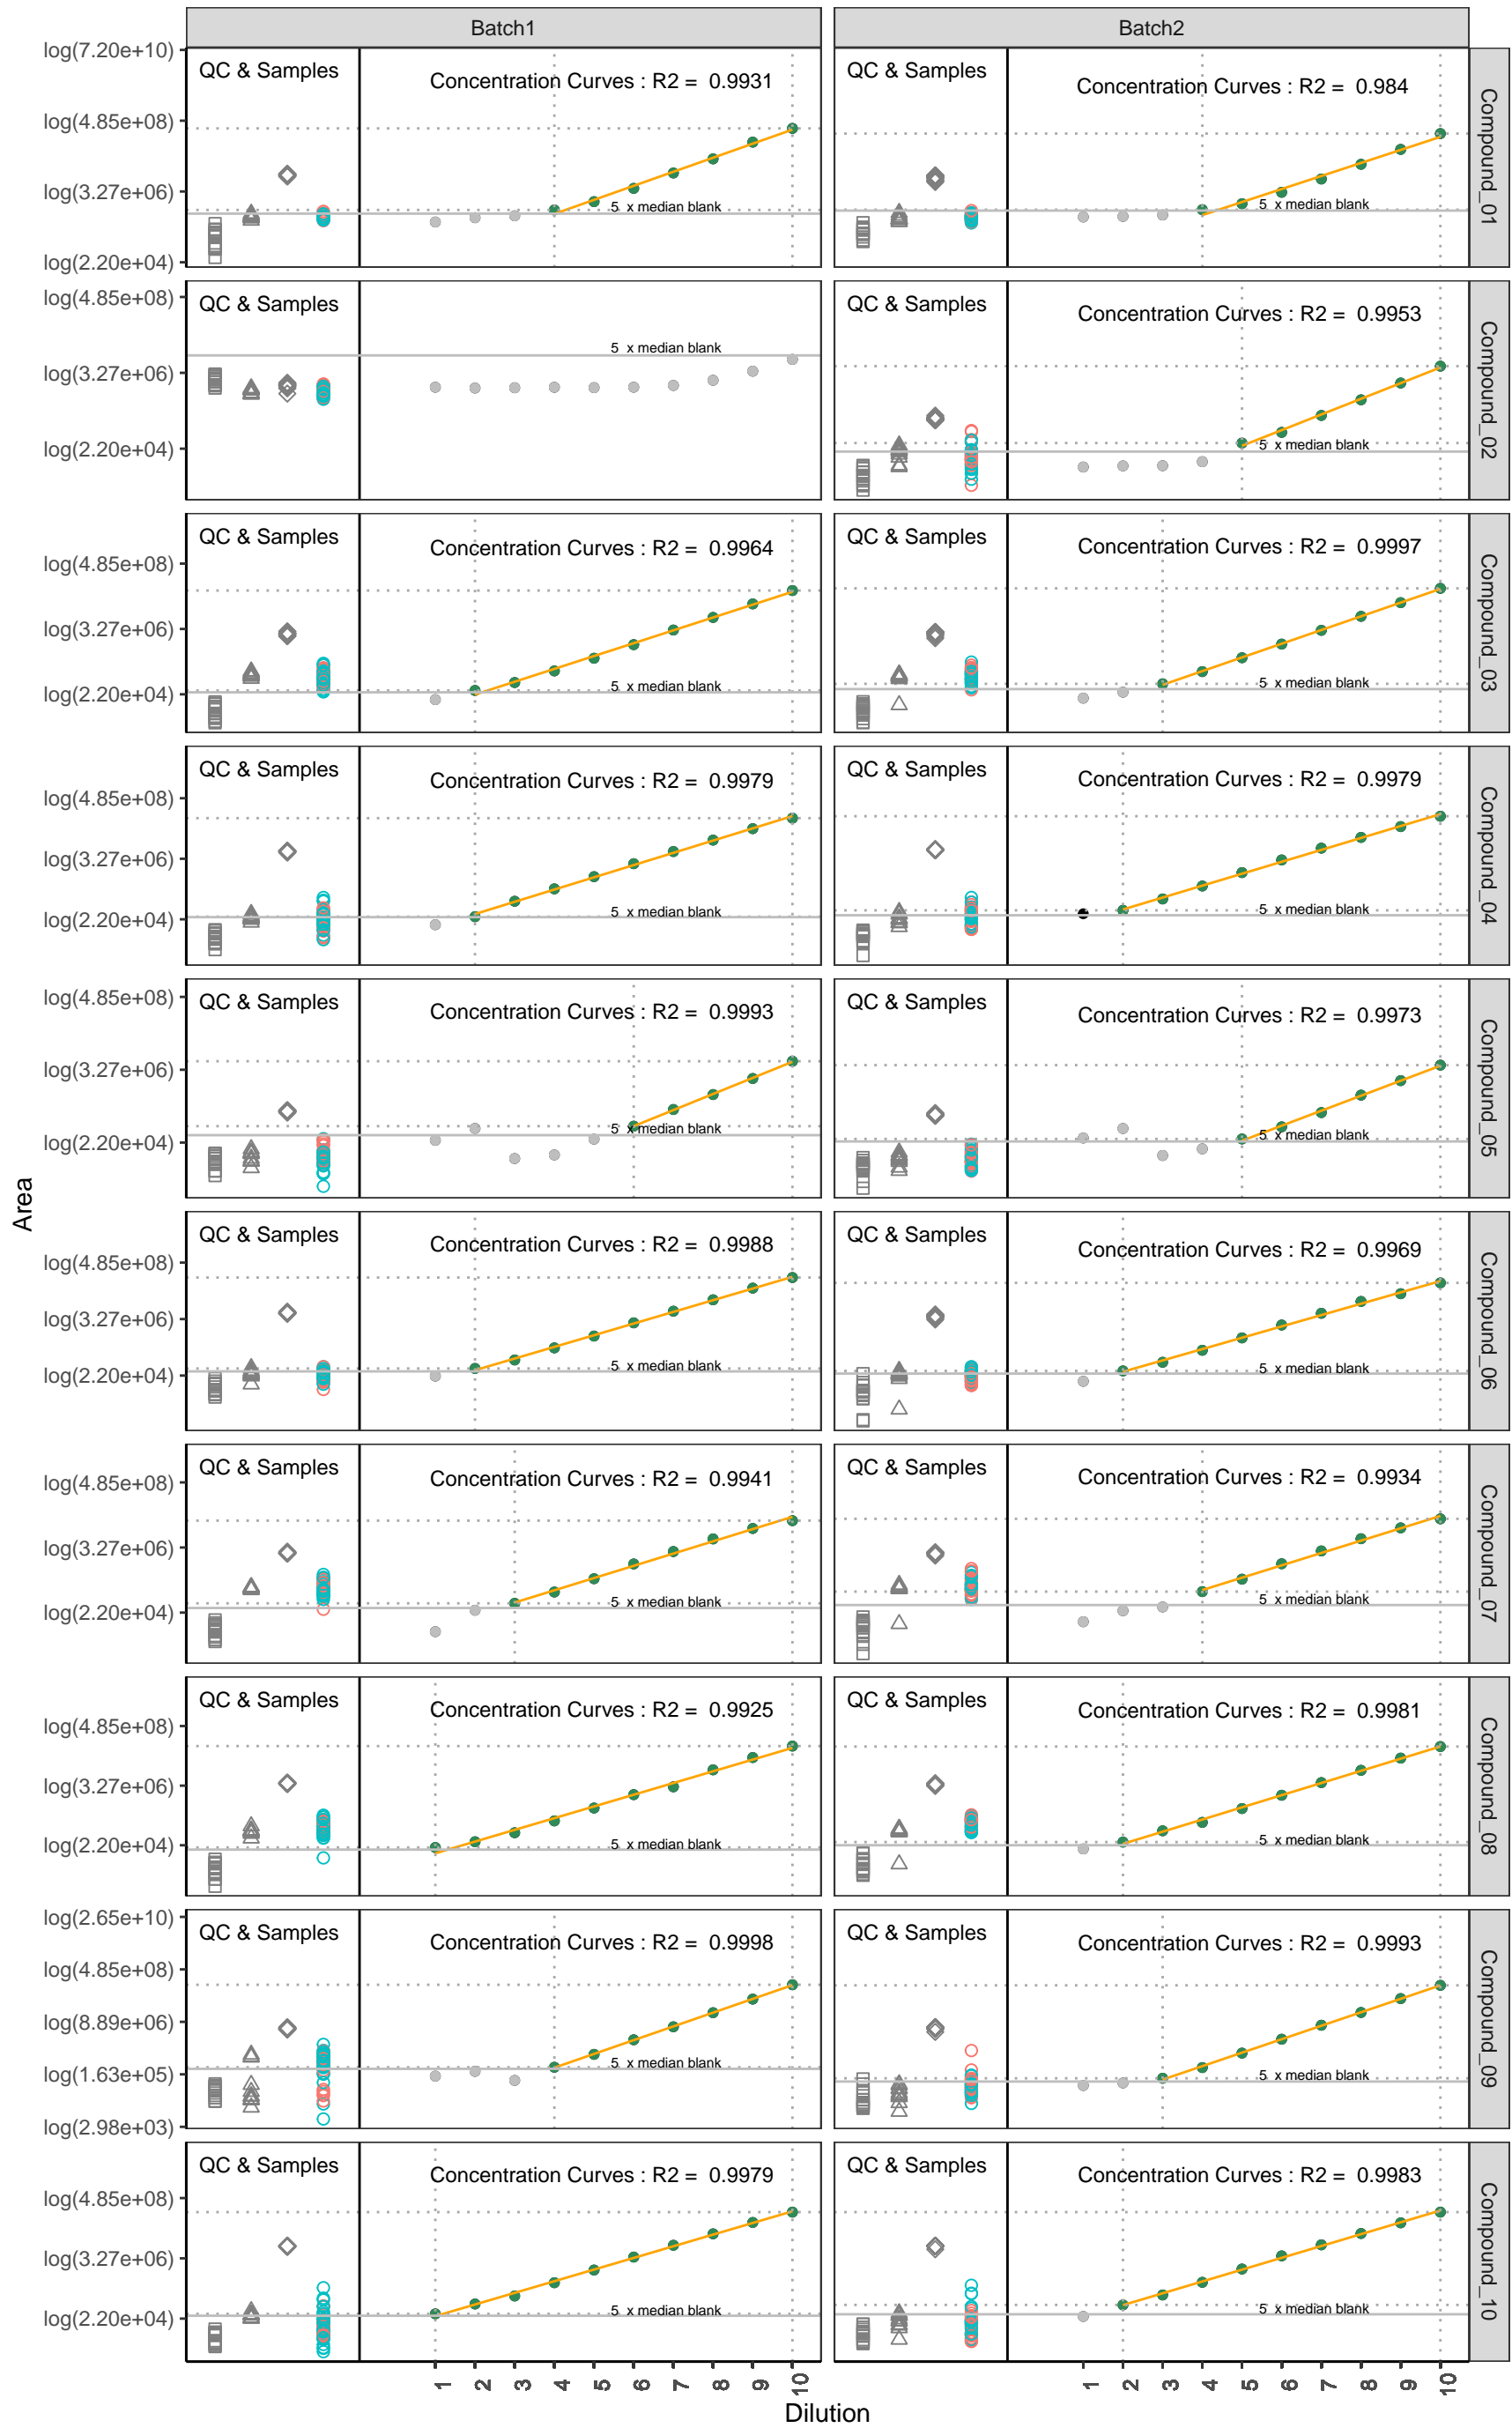 Batch1 Batch2
log(7.20e+10)
QC & Samples Concentration Curves : R2 = 0.9931 QC & Samples Concentration Curves : R2 = 0.984
log(4.85e+08)
log(3.27e+06)
5 x median blank 5 x median blank
log(2.20e+04)
Compound_01
log(4.85e+08)
QC & Samples QC & Samples Concentration Curves : R2 = 0.9953
5 x median blank
log(3.27e+06)
log(2.20e+04)
5 x median blank
Compound_02
QC & Samples Concentration Curves : R2 = 0.9964 QC & Samples Concentration Curves : R2 = 0.9997
log(4.85e+08)
log(3.27e+06)
log(2.20e+04)
5 x median blank 5 x median blank
Compound_03
QC & Samples Concentration Curves : R2 = 0.9979 QC & Samples Concentration Curves : R2 = 0.9979
log(4.85e+08)
log(3.27e+06)
log(2.20e+04)
5 x median blank 5 x median blank
Compound_04
log(4.85e+08)
QC & Samples Concentration Curves : R2 = 0.9993 QC & Samples Concentration Curves : R2 = 0.9973
log(3.27e+06)
5 x median blank 5 x median blank
log(2.20e+04)
Compound_05
Area
QC & Samples Concentration Curves : R2 = 0.9988 QC & Samples Concentration Curves : R2 = 0.9969
log(4.85e+08)
log(3.27e+06)
5 x median blank 5 x median blank
log(2.20e+04)
Compound_06
QC & Samples Concentration Curves : R2 = 0.9941 QC & Samples Concentration Curves : R2 = 0.9934
log(4.85e+08)
log(3.27e+06)
5 x median blank 5 x median blank
log(2.20e+04)
Compound_07
QC & Samples Concentration Curves : R2 = 0.9925 QC & Samples Concentration Curves : R2 = 0.9981
log(4.85e+08)
log(3.27e+06)
log(2.20e+04)
5 x median blank 5 x median blank
Compound_08
log(2.65e+10)
QC & Samples Concentration Curves : R2 = 0.9998 QC & Samples Concentration Curves : R2 = 0.9993
log(4.85e+08)
log(8.89e+06)
5 x median blank 5 x median blank
log(1.63e+05)
log(2.98e+03)
Compound_09
QC & Samples Concentration Curves : R2 = 0.9979 QC & Samples Concentration Curves : R2 = 0.9983
log(4.85e+08)
log(3.27e+06)
5 x median blank 5 x median blank
log(2.20e+04)
Compound_10
1 2 3 4 5 6 7 8 9 10 1 2 3 4 5 6 7 8 9 10
Dilution